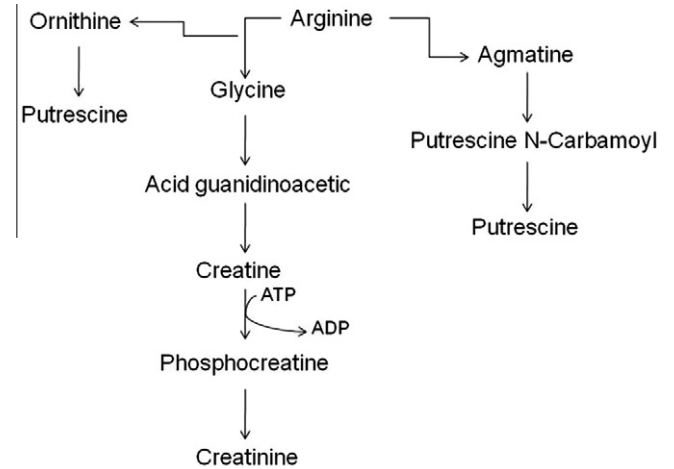 Ornithine
Arginine
Agmatine
Glycine
Putrescine
Putrescine N-Carbamoyl
Acid guanidinoacetic
Putrescine
Creatine
ATP
ADP
Phosphocreatine
Creatinine